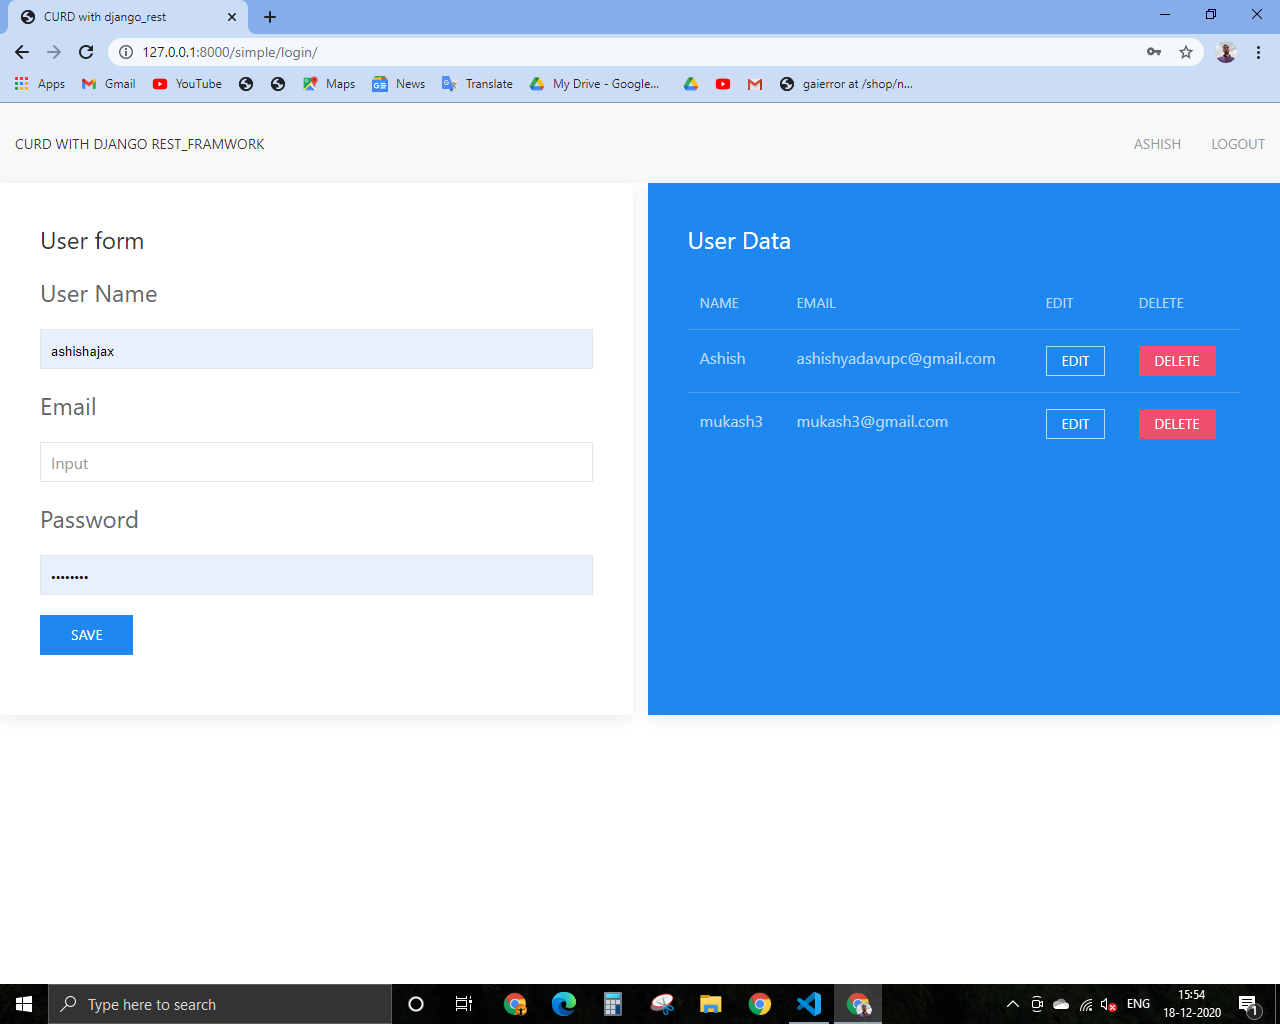 CURD with django_rest
127.0.0.1:8000/simple/login/
Apps Gmail YouTube Maps News Translate My Drive - Google... gaierror at /shop/n...
CURD WITH DJANGO REST_FRAMWORK
ASHISH LOGOUT
User form
User Name
ashishajax
Email
Input
Password
••••••••
SAVE
User Data
NAME EMAIL EDIT DELETE
Ashish ashishyadavupc@gmail.com EDIT DELETE
mukash3 mukash3@gmail.com EDIT DELETE
Type here to search
ENG
15:54
18-12-2020
1